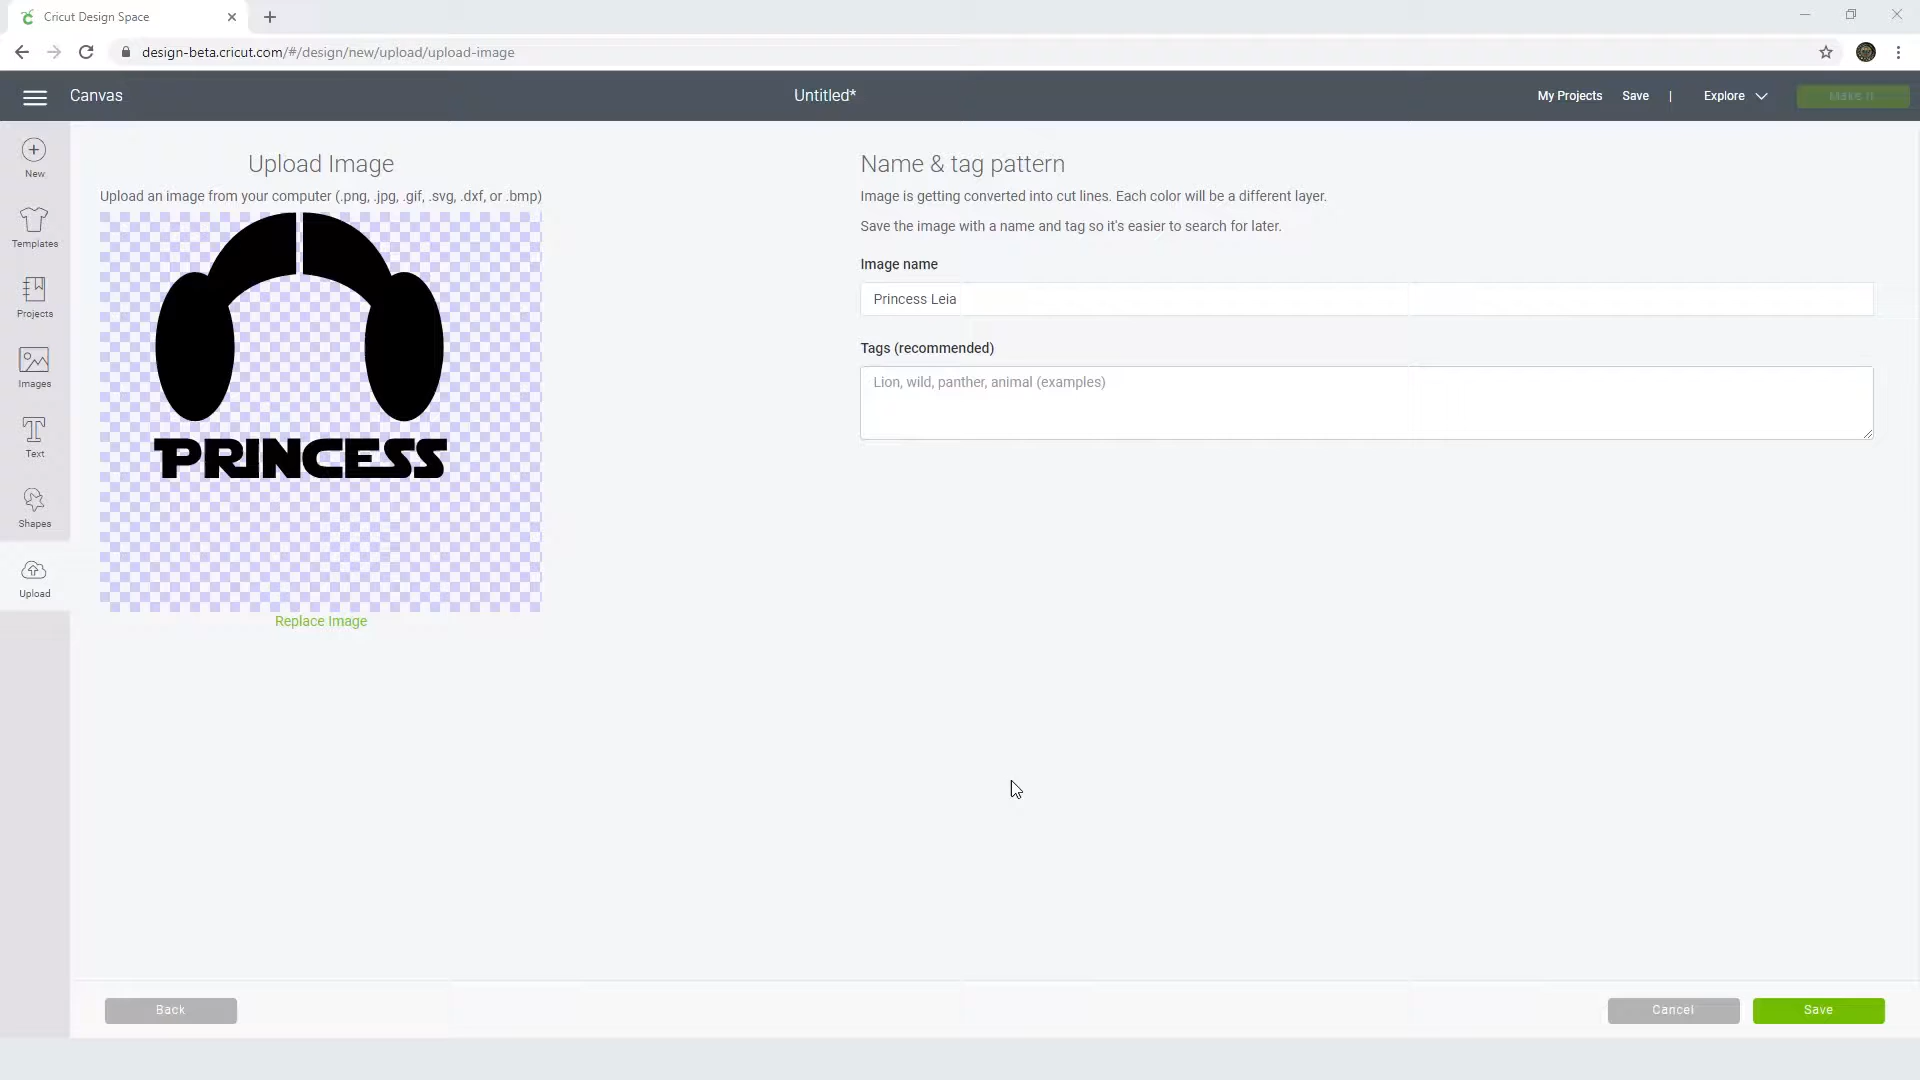 Cricut Design Space
design-beta.cricut.com/#/design/new/upload/upload-image
Canvas
Untitled*
My Projects
Save
|
Explore
Make It
New
Templates
Projects
Images
Text
Shapes
Upload
Upload Image
Upload an image from your computer (.png, .jpg, .gif, .svg, .dxf, or .bmp)
PRINCESS
Replace Image
Name & tag pattern
Image is getting converted into cut lines. Each color will be a different layer.
Save the image with a name and tag so it's easier to search for later.
Image name
Princess Leia
Tags (recommended)
Lion, wild, panther, animal (examples)
Back
Cancel
Save